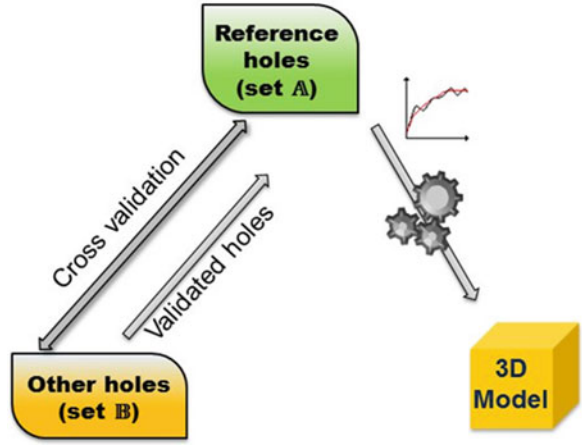 Reference
holes
(set 𝔸)
Cross validation
Validated holes
Other holes
(set 𝔹)
3D
Model